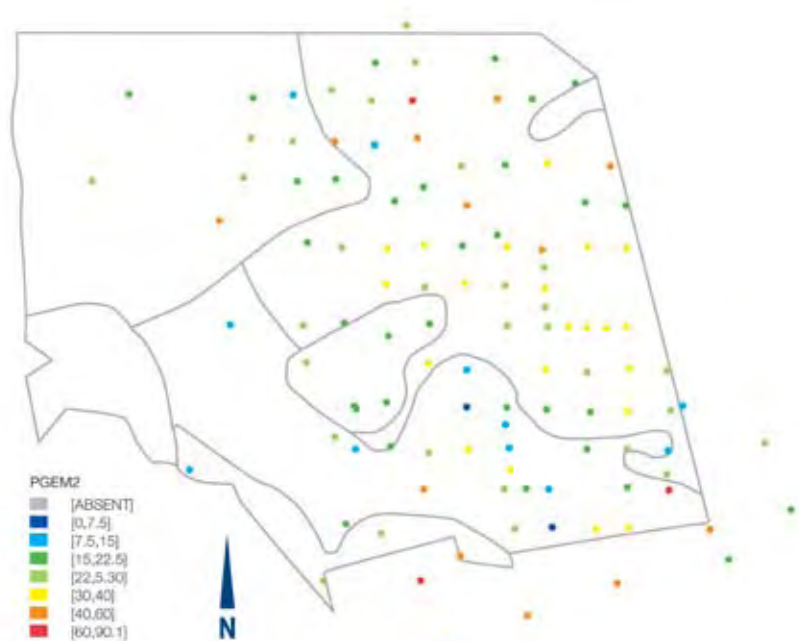 PGEM2
[ABSENT]
[0,7.5]
[7.5,15]
[15,22.5]
[22,5.30]
[30,40]
[40,60]
[60,90.1]
N